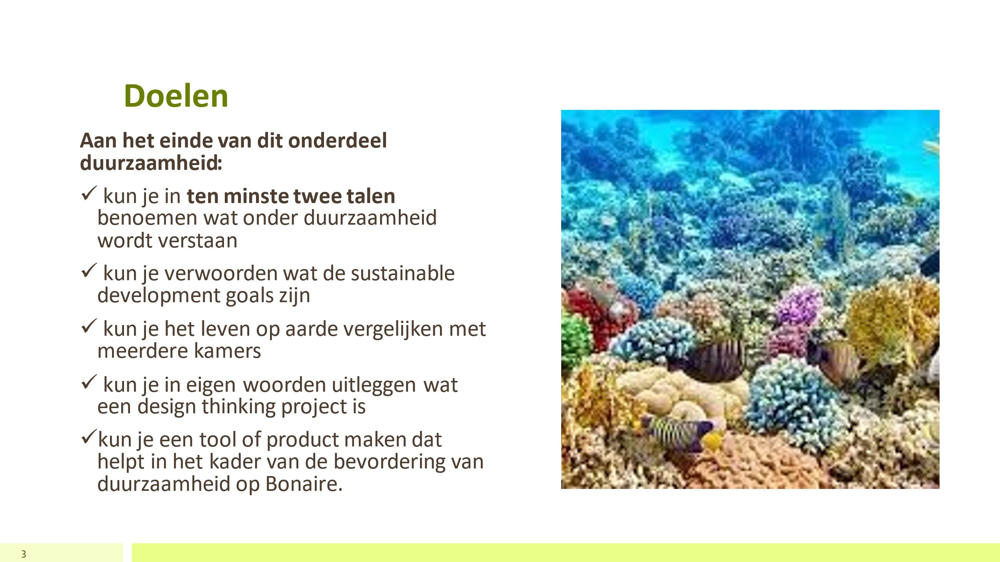 Doelen
Aan het einde van dit onderdeel
duurzaamheid:
✓ kun je in ten minste twee talen
benoemen wat onder duurzaamheid
wordt verstaan
✓ kun je verwoorden wat de sustainable
development goals zijn
✓ kun je het leven op aarde vergelijken met
meerdere kamers
✓ kun je in eigen woorden uitleggen wat
een design thinking project is
✓kun je een tool of product maken dat
helpt in het kader van de bevordering van
duurzaamheid op Bonaire.
3